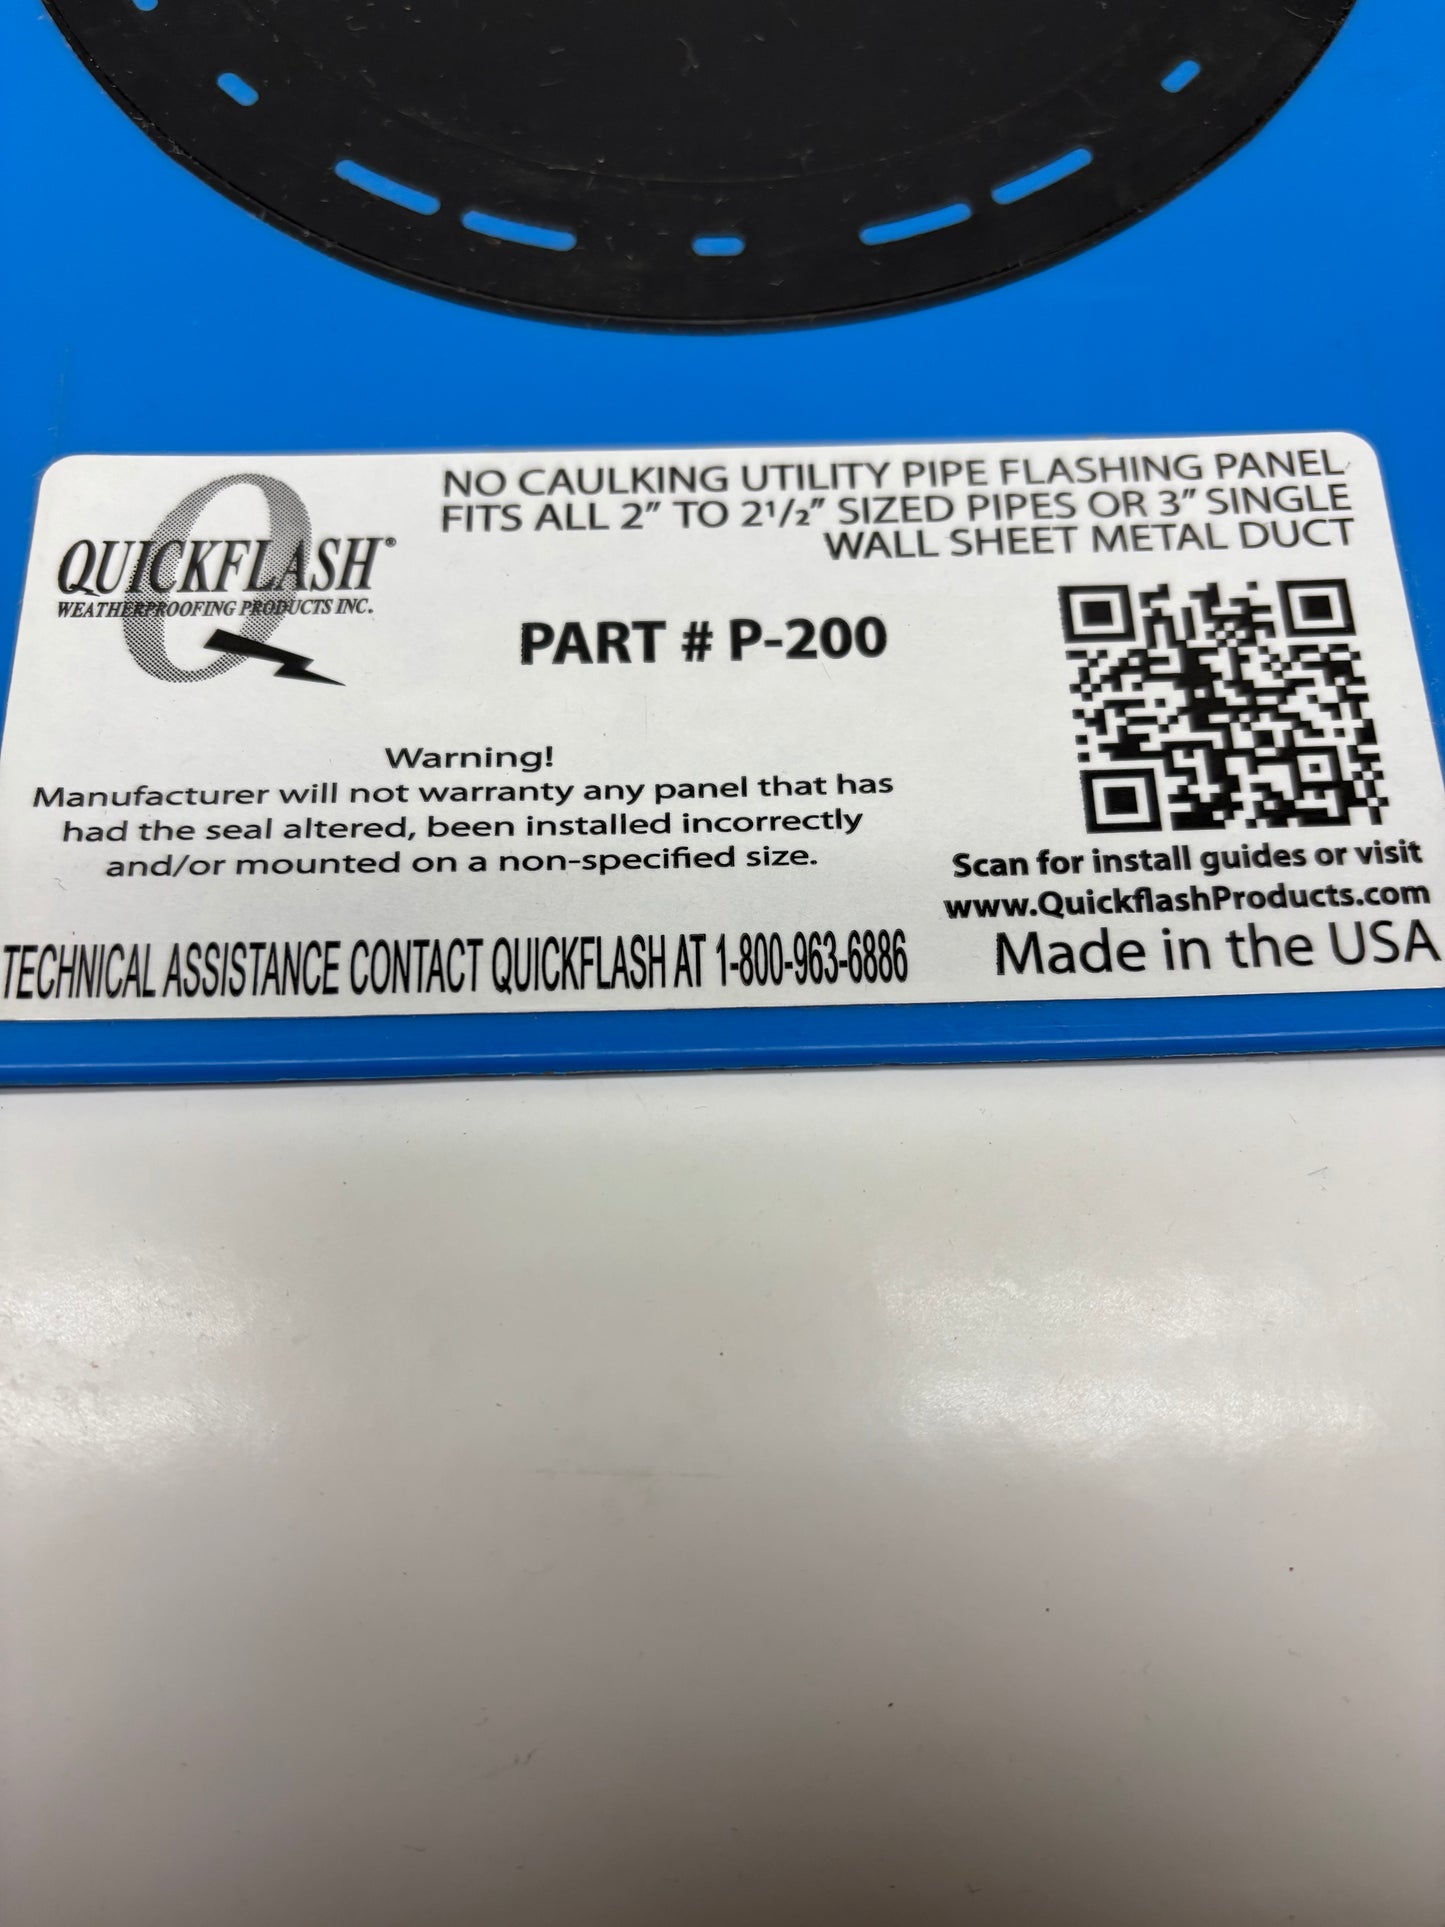 QUICKFLASH®
WEATHERPROOFING PRODUCTS INC.
NO CAULKING UTILITY PIPE FLASHING PANEL
FITS ALL 2” TO 2½” SIZED PIPES OR 3” SINGLE
WALL SHEET METAL DUCT
PART # P-200
Warning!
Manufacturer will not warranty any panel that has
had the seal altered, been installed incorrectly
and/or mounted on a non-specified size.
Scan for install guides or visit
www.QuickflashProducts.com
Made in the USA
TECHNICAL ASSISTANCE CONTACT QUICKFLASH AT 1-800-963-6886